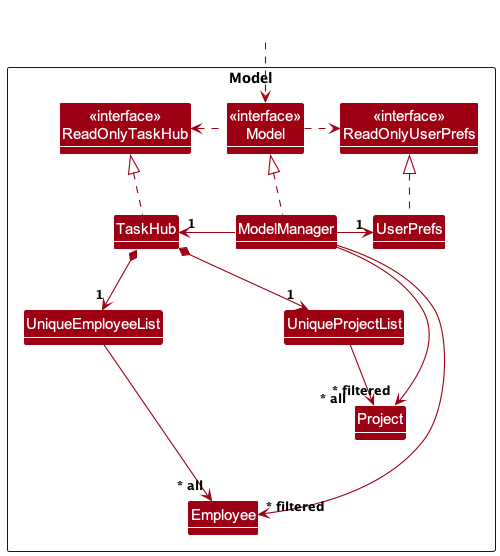 Model
«interface»
ReadOnlyTaskHub
«interface»
Model
«interface»
ReadOnlyUserPrefs
TaskHub
1
ModelManager
1
UserPrefs
1
1
UniqueEmployeeList
UniqueProjectList
* filtered
* all
Project
* all
* filtered
Employee